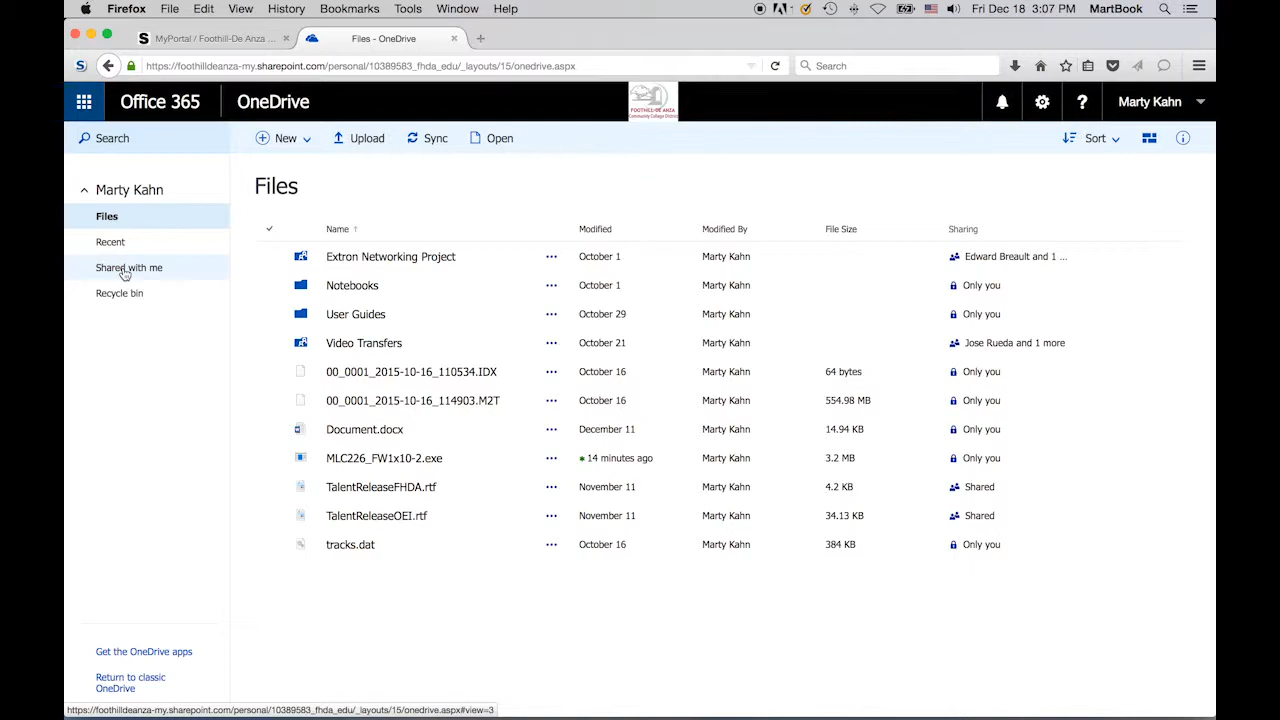 Firefox File Edit View History Bookmarks Tools Window Help Fri Dec 18 3:07 PM MartBook
MyPortal / Foothill-De Anza ... Files - OneDrive
https://foothilldeanza-my.sharepoint.com/personal/10389583_fhda_edu/_layouts/15/onedrive.aspx Search
Office 365 OneDrive FOOTHILL-DE ANZA Marty Kahn
Community College District
Search New Upload Sync Open Sort
Marty Kahn
Files
Recent
Shared with me
Recycle bin
Files
Name Modified Modified By File Size Sharing
Extron Networking Project ... October 1 Marty Kahn Edward Breault and 1 ...
Notebooks ... October 1 Marty Kahn Only you
User Guides ... October 29 Marty Kahn Only you
Video Transfers ... October 21 Marty Kahn Jose Rueda and 1 more
00_0001_2015-10-16_110534.IDX ... October 16 Marty Kahn 64 bytes Only you
00_0001_2015-10-16_114903.M2T ... October 16 Marty Kahn 554.98 MB Only you
Document.docx ... December 11 Marty Kahn 14.94 KB Only you
MLC226_FW1x10-2.exe ... 14 minutes ago Marty Kahn 3.2 MB Only you
TalentReleaseFHDA.rtf ... November 11 Marty Kahn 4.2 KB Shared
TalentReleaseOEI.rtf ... November 11 Marty Kahn 34.13 KB Shared
tracks.dat ... October 16 Marty Kahn 384 KB Only you
Get the OneDrive apps
Return to classic
OneDrive
https://foothilldeanza-my.sharepoint.com/personal/10389583_fhda_edu/_layouts/15/onedrive.aspx#view=3